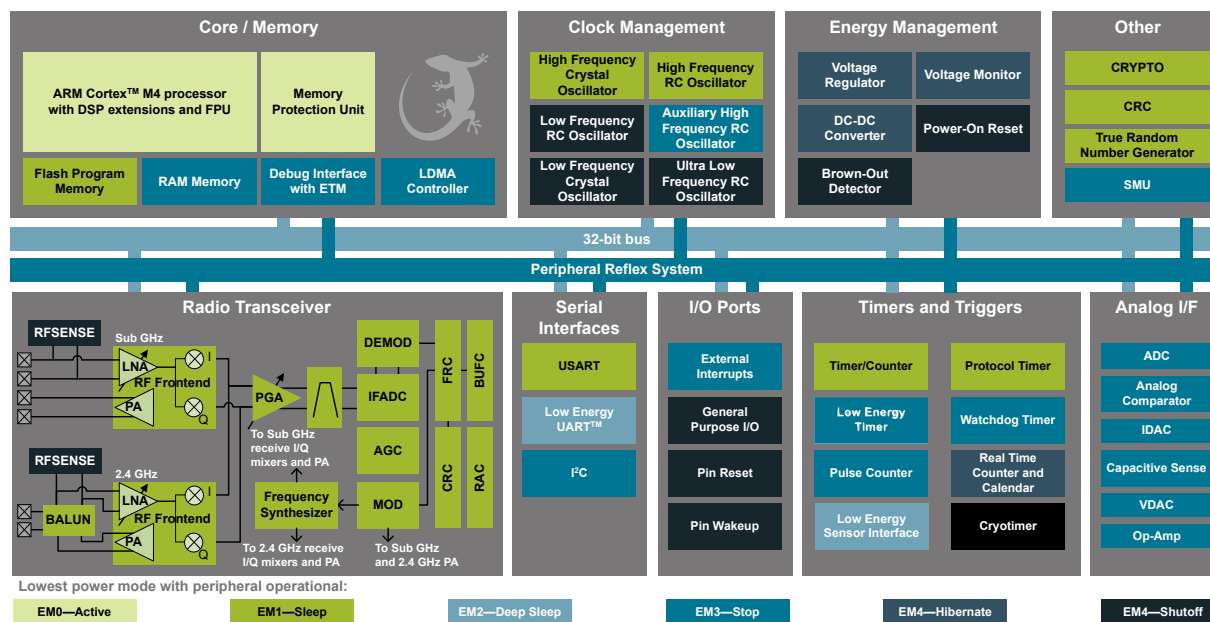 Core / Memory
ARM Cortex™ M4 processor
with DSP extensions and FPU
Memory
Protection Unit
Flash Program
Memory
RAM Memory
Debug Interface
with ETM
LDMA
Controller
Clock Management
High Frequency
Crystal
Oscillator
High Frequency
RC Oscillator
Low Frequency
RC Oscillator
Auxiliary High
Frequency RC
Oscillator
Low Frequency
Crystal
Oscillator
Ultra Low
Frequency RC
Oscillator
Energy Management
Voltage
Regulator
Voltage Monitor
DC-DC
Converter
Power-On Reset
Brown-Out
Detector
Other
CRYPTO
CRC
True Random
Number Generator
SMU
32-bit bus
Peripheral Reflex System
Radio Transceiver
RFSENSE
Sub GHz
LNA
RF Frontend
PA
I
Q
RFSENSE
BALUN
2.4 GHz
LNA
RF Frontend
PA
I
Q
PGA
To Sub GHz
receive I/Q
mixers and PA
Frequency
Synthesizer
To 2.4 GHz receive
I/Q mixers and PA
DEMOD
IFADC
AGC
MOD
To Sub GHz
and 2.4 GHz PA
FRC
BUFC
CRC
RAC
Serial
Interfaces
USART
Low Energy
UART™
I²C
I/O Ports
External
Interrupts
General
Purpose I/O
Pin Reset
Pin Wakeup
Timers and Triggers
Timer/Counter
Protocol Timer
Low Energy
Timer
Watchdog Timer
Pulse Counter
Real Time
Counter and
Calendar
Low Energy
Sensor Interface
Cryotimer
Analog I/F
ADC
Analog
Comparator
IDAC
Capacitive Sense
VDAC
Op-Amp
Lowest power mode with peripheral operational:
EM0—Active
EM1—Sleep
EM2—Deep Sleep
EM3—Stop
EM4—Hibernate
EM4—Shutoff